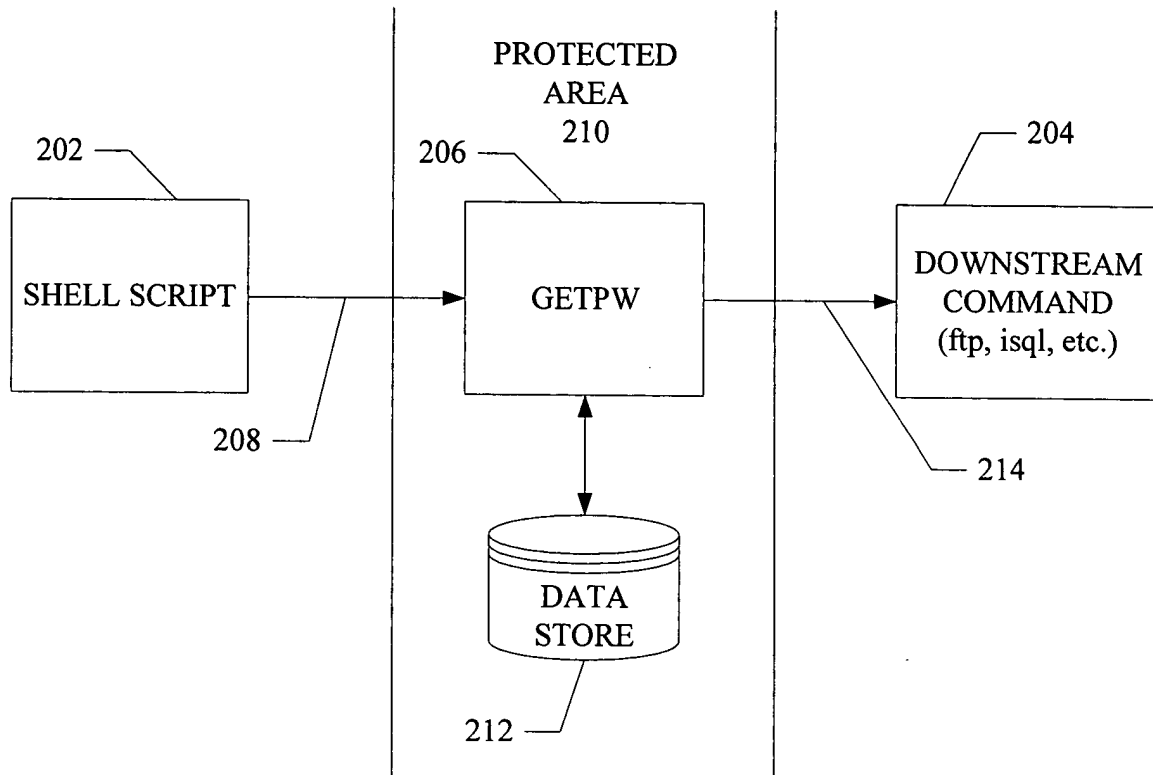 PROTECTED
AREA
210
202
206
204
SHELL SCRIPT
GETPW
DOWNSTREAM
COMMAND
(ftp, isql, etc.)
208
214
DATA
STORE
212